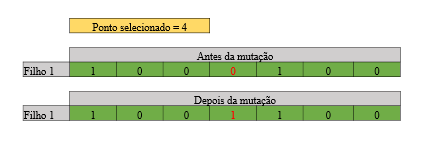 Ponto selecionado = 4
Antes da mutação
Filho 1 1 0 0 0 1 0 0
Depois da mutação
Filho 1 1 0 0 1 1 0 0